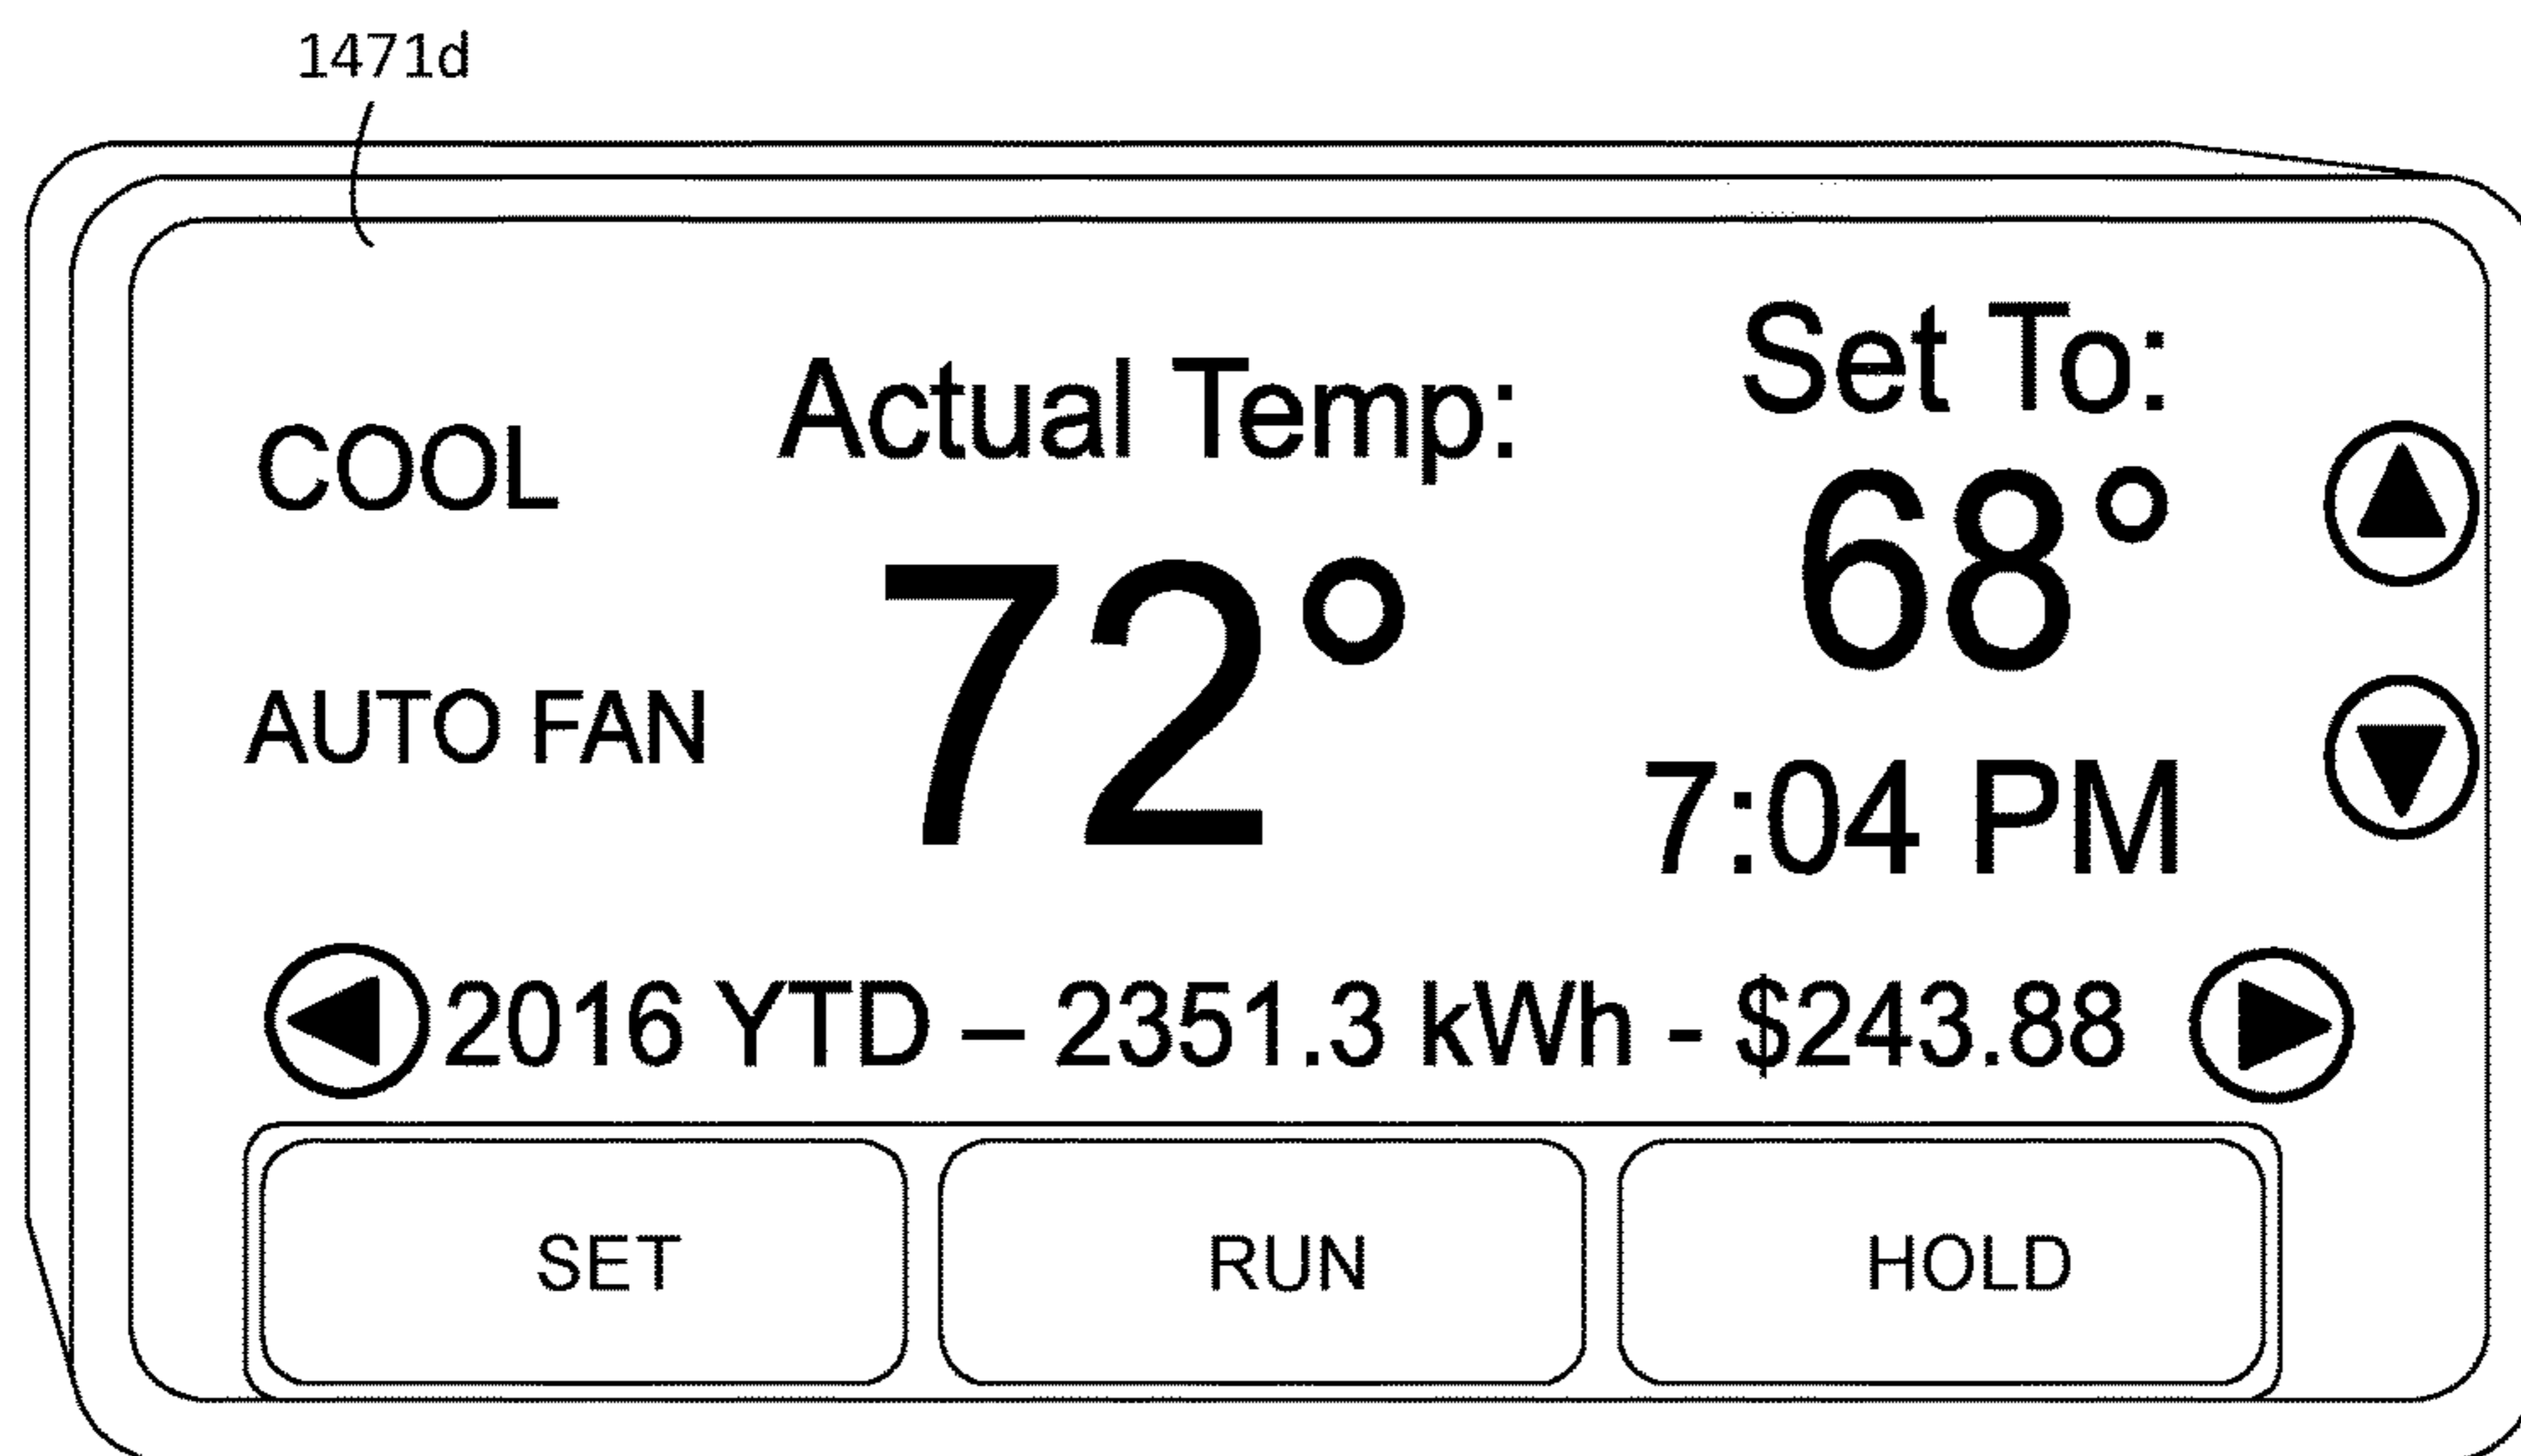 1471d
COOL
AUTO FAN
Actual Temp:
72°
Set To:
68°
7:04 PM
2016 YTD – 2351.3 kWh - $243.88
SET
RUN
HOLD